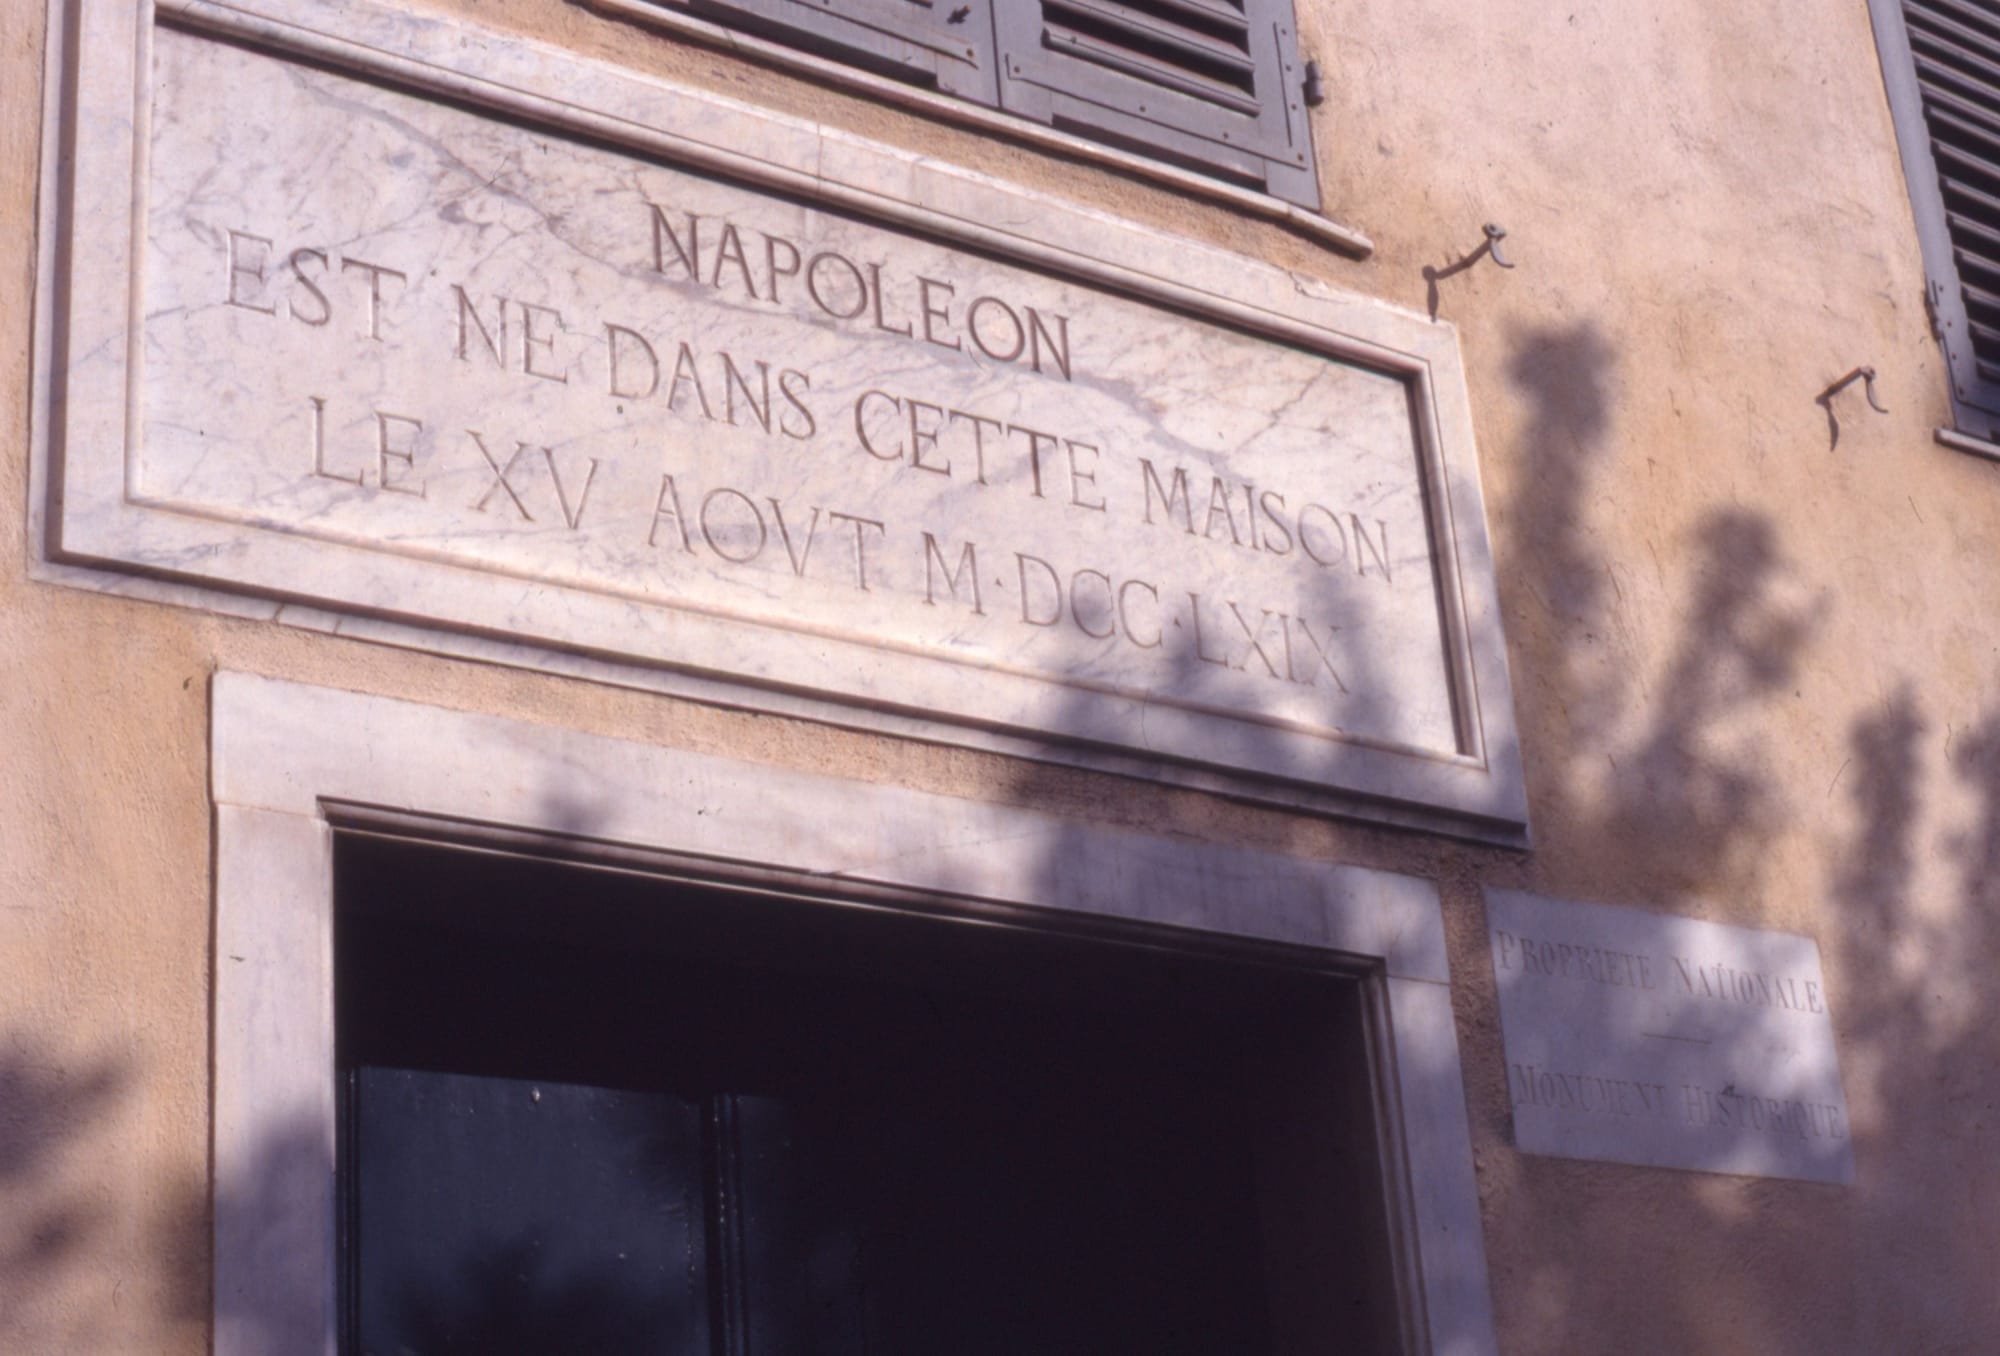 NAPOLEON
EST NE DANS CETTE MAISON
LE XV AOVT M·DCC·LXIX
PROPRIETE NATIONALE
MONUMENT HISTORIQUE